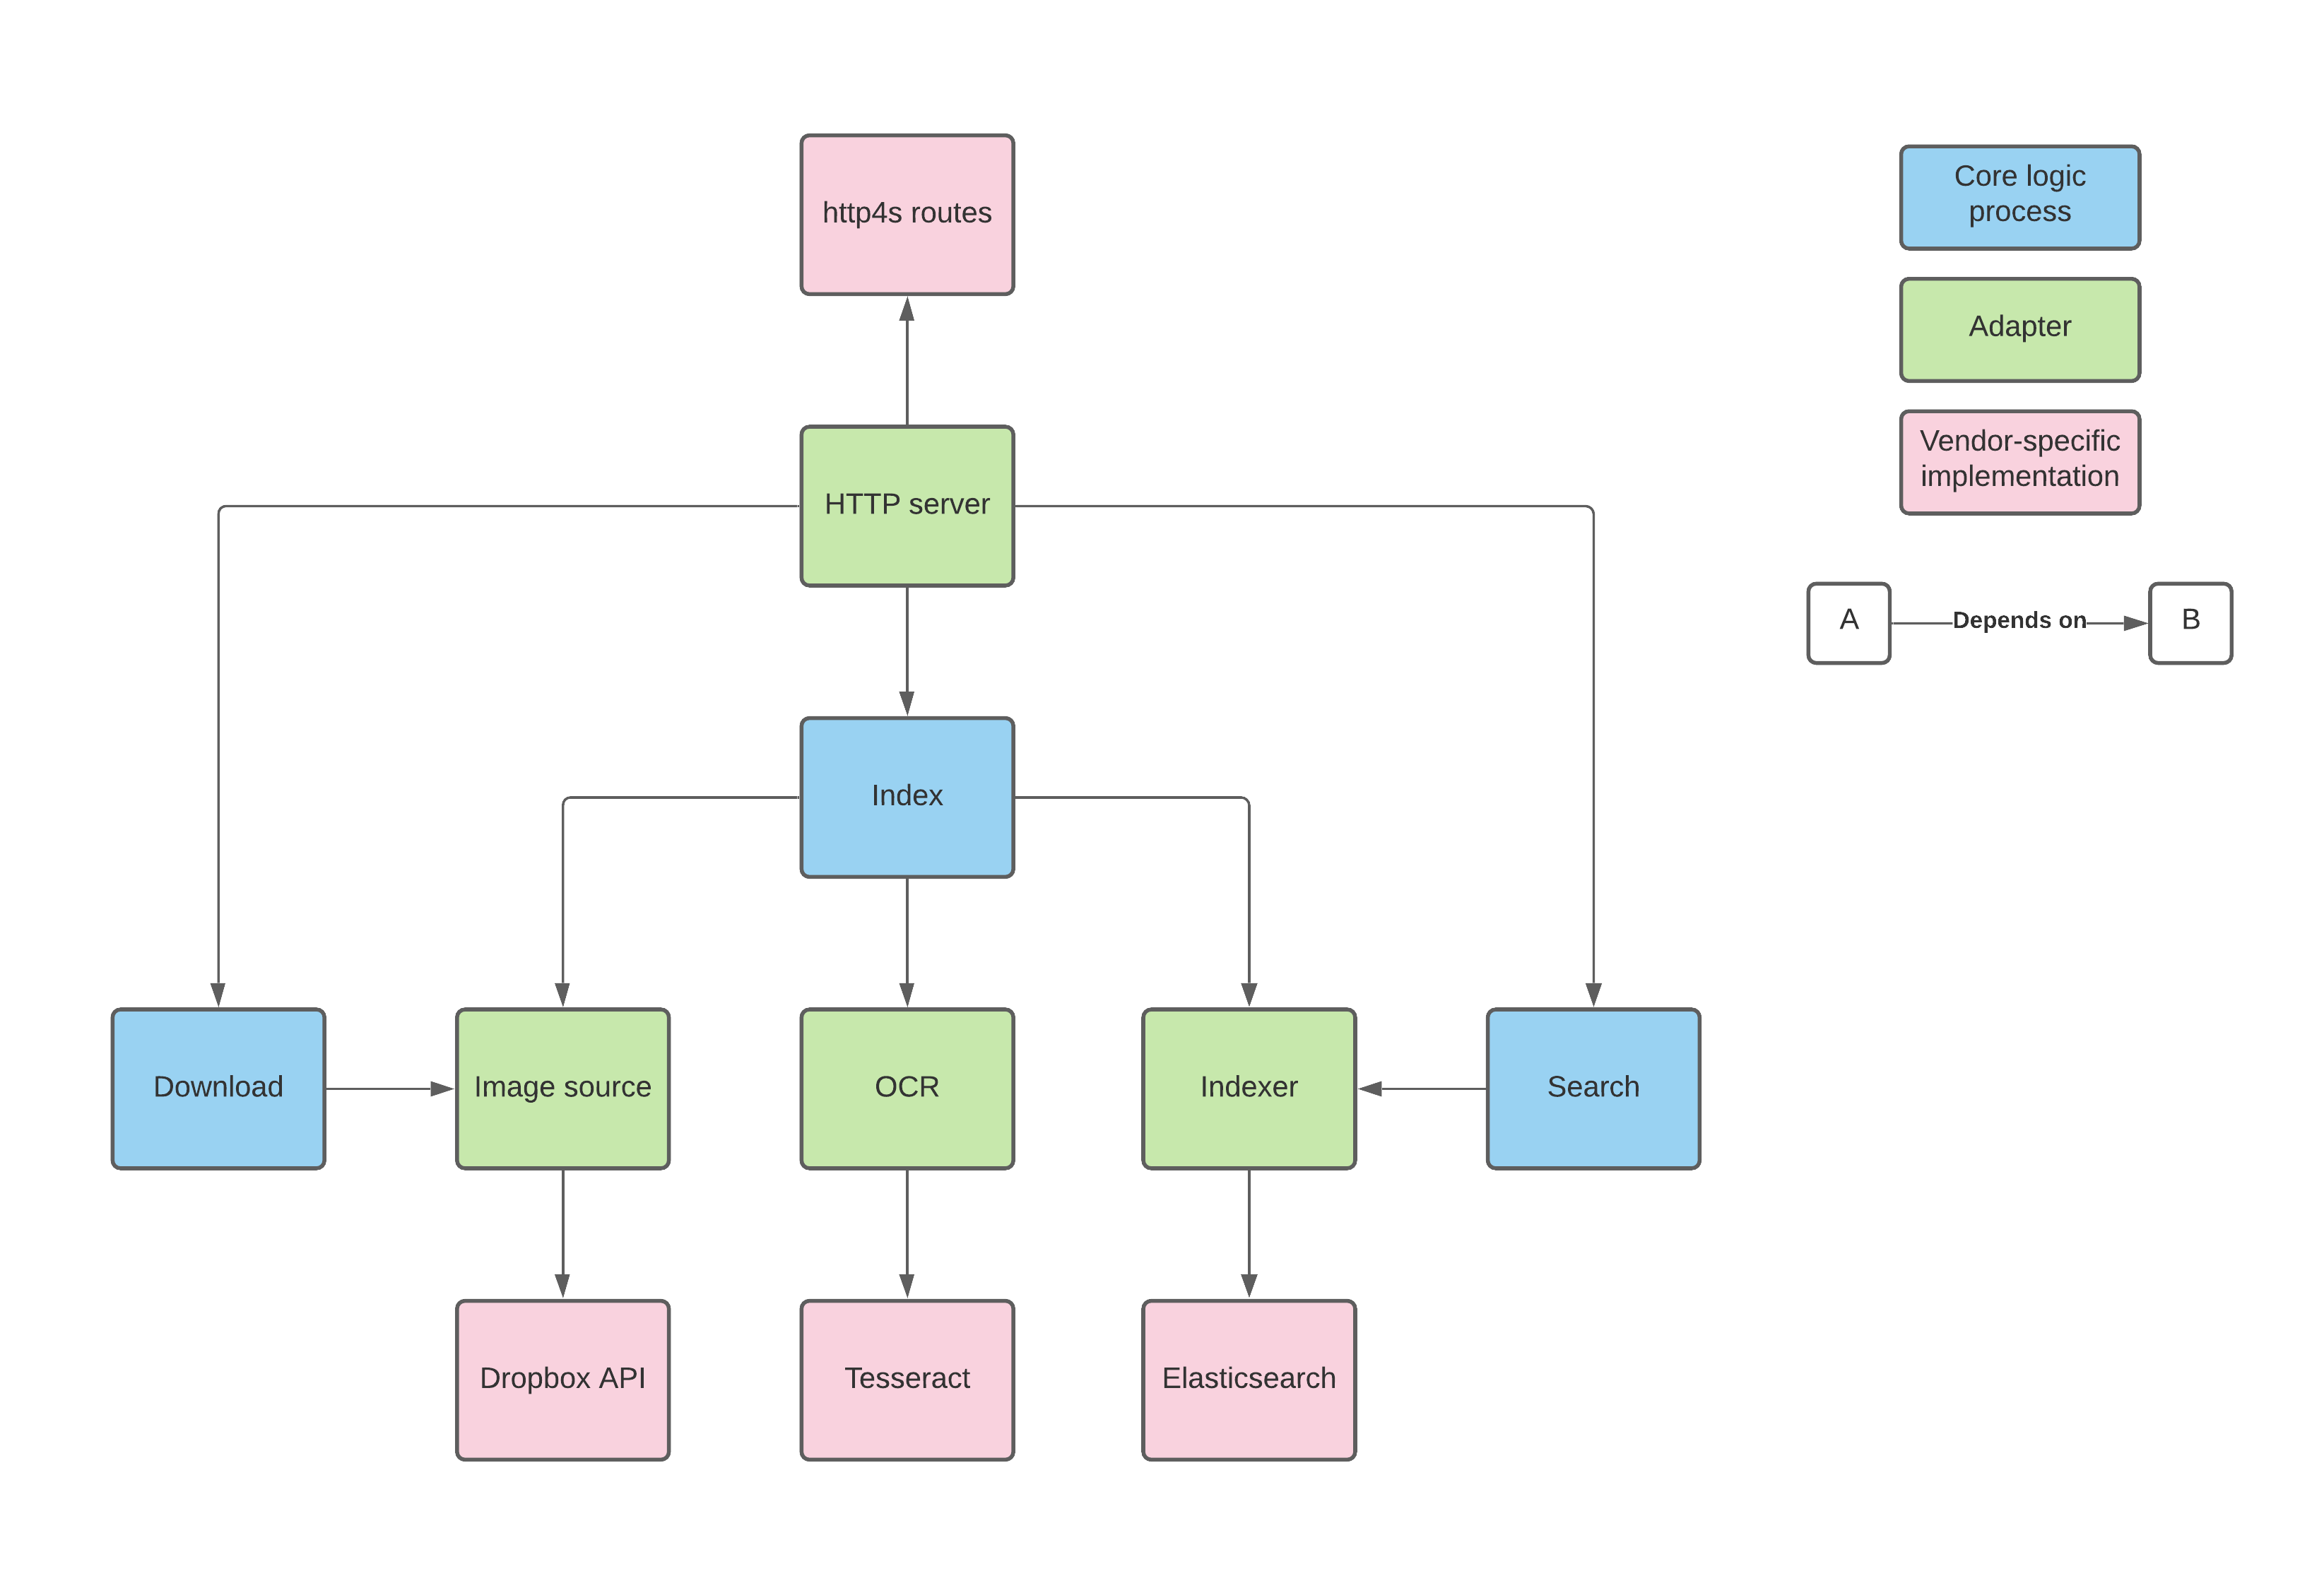 http4s routes
HTTP server
Index
Download
Image source
OCR
Indexer
Search
Dropbox API
Tesseract
Elasticsearch
Core logic
process
Adapter
Vendor-specific
implementation
A
Depends on
B